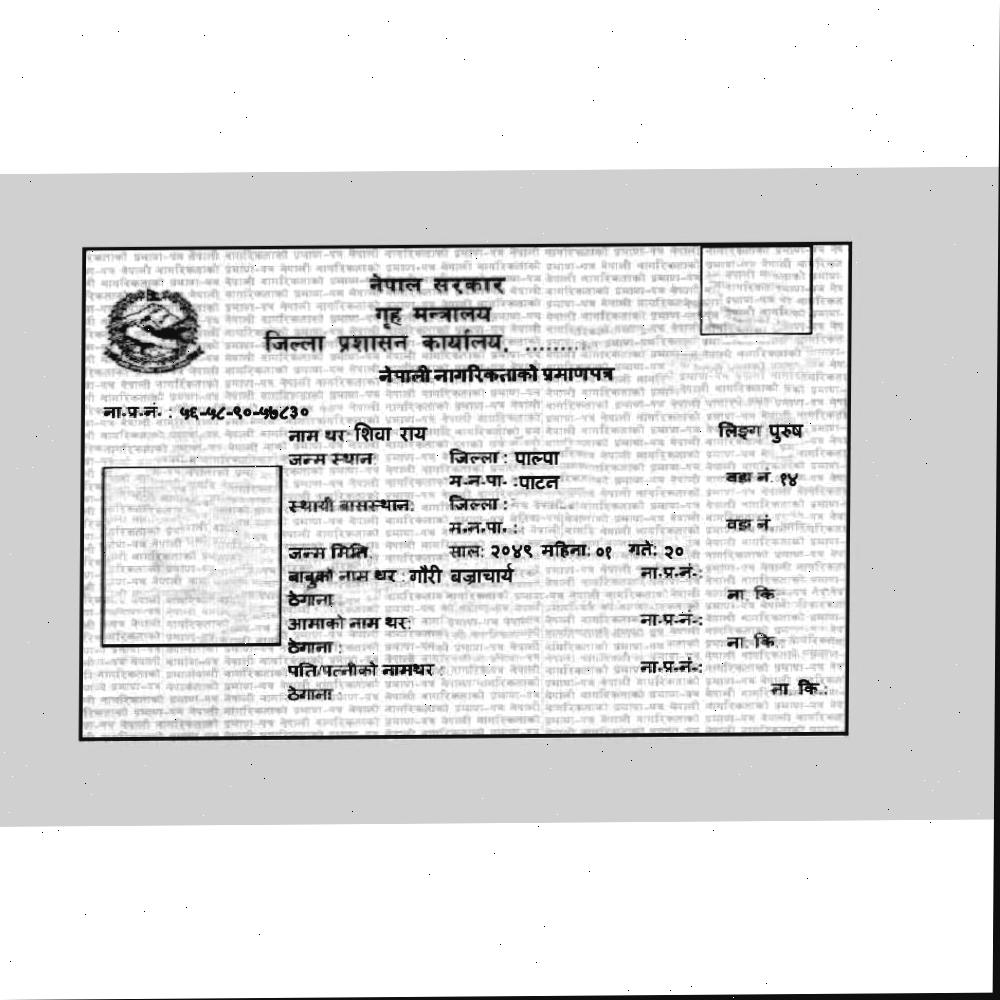 नेपाल सरकार
गृह मन्त्रालय
जिल्ला प्रशासन कार्यालय, ..........
नेपाली नागरिकताको प्रमाणपत्र
ना.प्र.नं. : ५६-५८-९०-५७८३०
नाम थर: शिवा राय लिङ्ग पुरुष
जन्म स्थान: जिल्ला : पाल्पा
म.न.पा. :पाटन वडा नं. १४
स्थायी बासस्थान: जिल्ला :
म.न.पा. : वडा नं
जन्म मिति: साल: २०४९ महिना: ०१ गते: २०
बाबुको नाम थर : गौरी बज्राचार्य ना.प्र.नं.:
ठेगाना ना. कि
आमाको नाम थर: ना.प्र.नं.:
ठेगाना : ना. कि
पति/पत्नीको नामथर : ना.प्र.नं.:
ठेगाना ना. कि.: